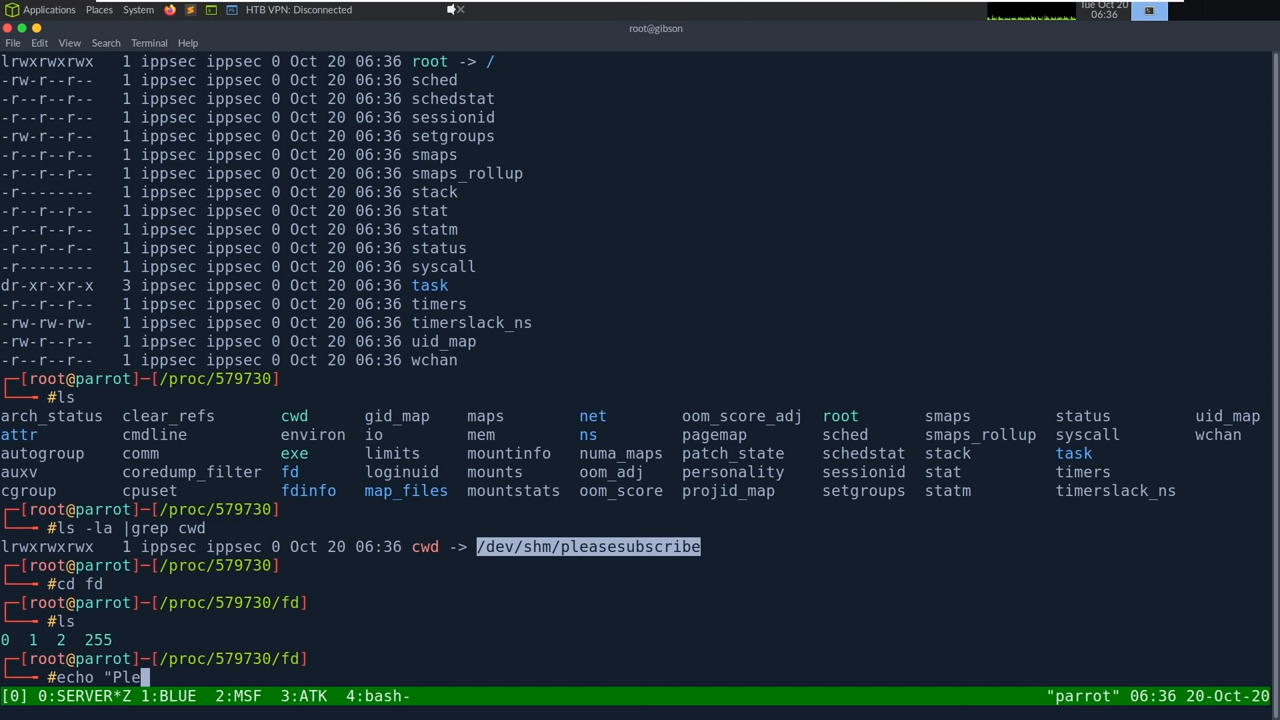 Applications Places System HTB VPN: Disconnected Tue Oct 20
06:36
root@gibson
File Edit View Search Terminal Help
lrwxrwxrwx 1 ippsec ippsec 0 Oct 20 06:36 root -> /
-rw-r--r-- 1 ippsec ippsec 0 Oct 20 06:36 sched
-r--r--r-- 1 ippsec ippsec 0 Oct 20 06:36 schedstat
-r--r--r-- 1 ippsec ippsec 0 Oct 20 06:36 sessionid
-rw-r--r-- 1 ippsec ippsec 0 Oct 20 06:36 setgroups
-r--r--r-- 1 ippsec ippsec 0 Oct 20 06:36 smaps
-r--r--r-- 1 ippsec ippsec 0 Oct 20 06:36 smaps_rollup
-r-------- 1 ippsec ippsec 0 Oct 20 06:36 stack
-r--r--r-- 1 ippsec ippsec 0 Oct 20 06:36 stat
-r--r--r-- 1 ippsec ippsec 0 Oct 20 06:36 statm
-r--r--r-- 1 ippsec ippsec 0 Oct 20 06:36 status
-r-------- 1 ippsec ippsec 0 Oct 20 06:36 syscall
dr-xr-xr-x 3 ippsec ippsec 0 Oct 20 06:36 task
-r--r--r-- 1 ippsec ippsec 0 Oct 20 06:36 timers
-rw-rw-rw- 1 ippsec ippsec 0 Oct 20 06:36 timerslack_ns
-rw-r--r-- 1 ippsec ippsec 0 Oct 20 06:36 uid_map
-r--r--r-- 1 ippsec ippsec 0 Oct 20 06:36 wchan
┌─[root@parrot]─[/proc/579730]
└──╼ #ls
arch_status clear_refs cwd gid_map maps net oom_score_adj root smaps status uid_map
attr cmdline environ io mem ns pagemap sched smaps_rollup syscall wchan
autogroup comm exe limits mountinfo numa_maps patch_state schedstat stack task
auxv coredump_filter fd loginuid mounts oom_adj personality sessionid stat timers
cgroup cpuset fdinfo map_files mountstats oom_score projid_map setgroups statm timerslack_ns
┌─[root@parrot]─[/proc/579730]
└──╼ #ls -la |grep cwd
lrwxrwxrwx 1 ippsec ippsec 0 Oct 20 06:36 cwd -> /dev/shm/pleasesubscribe
┌─[root@parrot]─[/proc/579730]
└──╼ #cd fd
┌─[root@parrot]─[/proc/579730/fd]
└──╼ #ls
0 1 2 255
┌─[root@parrot]─[/proc/579730/fd]
└──╼ #echo "Ple
[0] 0:SERVER*Z 1:BLUE 2:MSF 3:ATK 4:bash- "parrot" 06:36 20-Oct-20